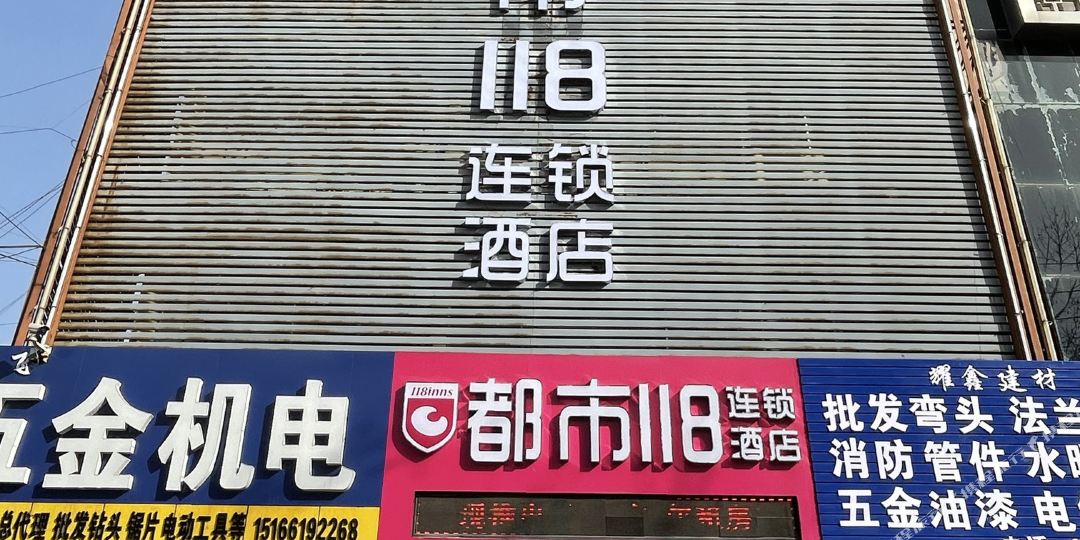 118
连锁
酒店
五金机电
总代理 批发钻头 锯片 电动工具等 15166192268
118inns
都市118 连锁
酒店
耀鑫建材
批发弯头 法兰
消防管件 水暖
五金油漆 电